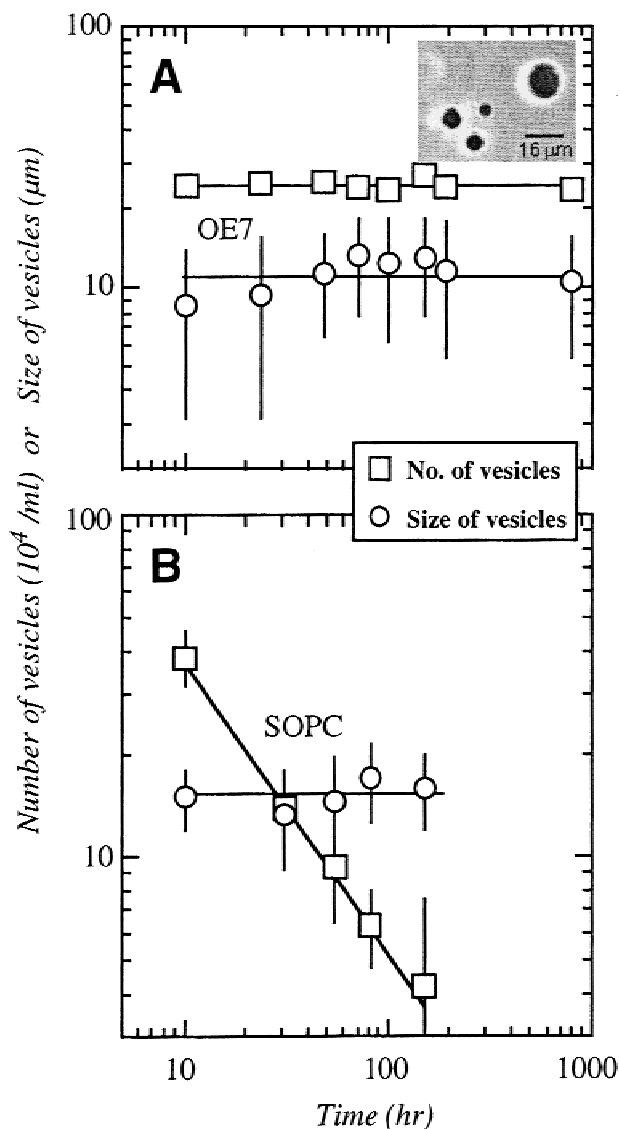 100
A
16 μm
OE7
10
Number of vesicles (10⁴ /ml) or Size of vesicles (μm)
No. of vesicles
Size of vesicles
100
B
SOPC
10
10 100 1000
Time (hr)